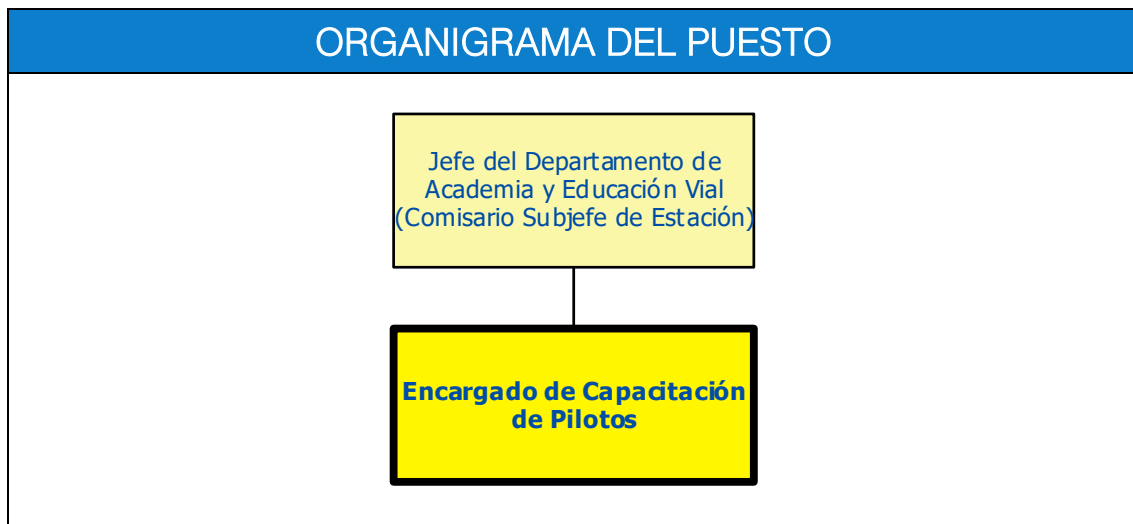 ORGANIGRAMA DEL PUESTO
Jefe del Departamento de
Academia y Educación Vial
(Comisario Subjefe de Estación)
Encargado de Capacitación
de Pilotos